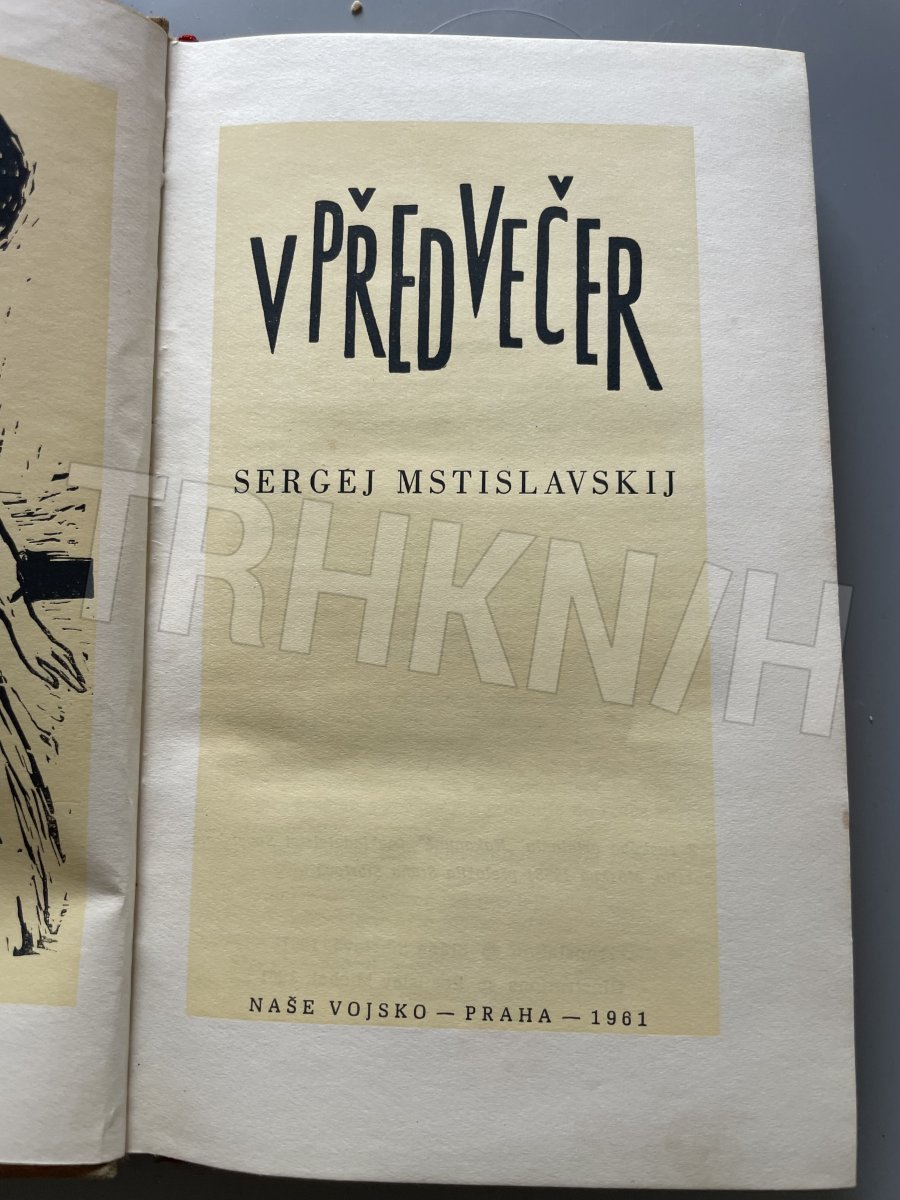 V PŘEDVEČER
SERGEJ MSTISLAVSKIJ
TRHKNIH
NAŠE VOJSKO — PRAHA — 1961